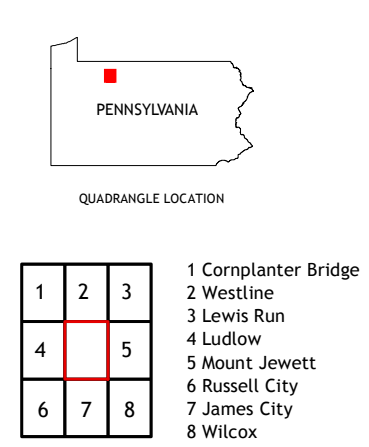 PENNSYLVANIA
QUADRANGLE LOCATION
1 2 3
4 5
6 7 8
1 Cornplanter Bridge
2 Westline
3 Lewis Run
4 Ludlow
5 Mount Jewett
6 Russell City
7 James City
8 Wilcox